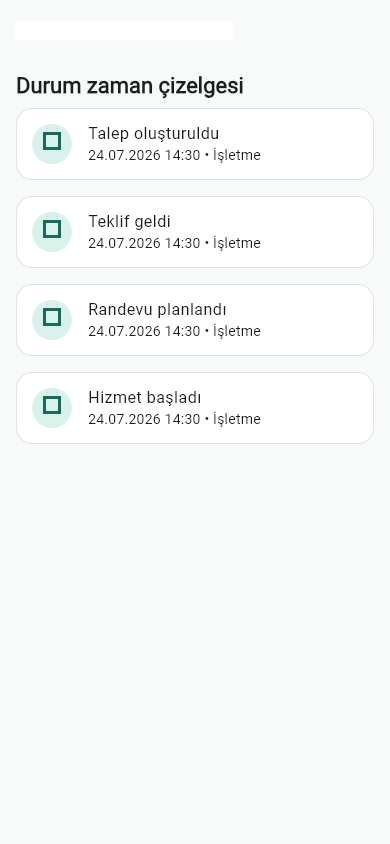 Durum zaman çizelgesi
Talep oluşturuldu
24.07.2026 14:30 • İşletme
Teklif geldi
24.07.2026 14:30 • İşletme
Randevu planlandı
24.07.2026 14:30 • İşletme
Hizmet başladı
24.07.2026 14:30 • İşletme